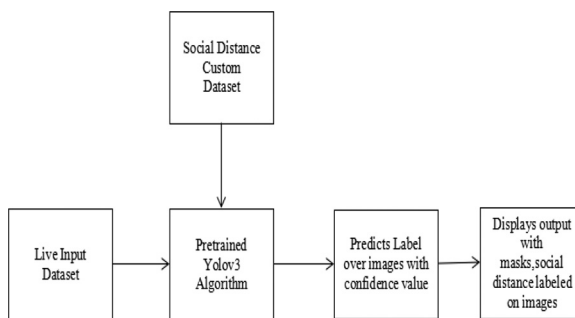 Social Distance
Custom
Dataset
Live Input
Dataset
Pretrained
Yolov3
Algorithm
Predicts Label
over images with
confidence value
Displays output
with
masks,social
distance labeled
on images